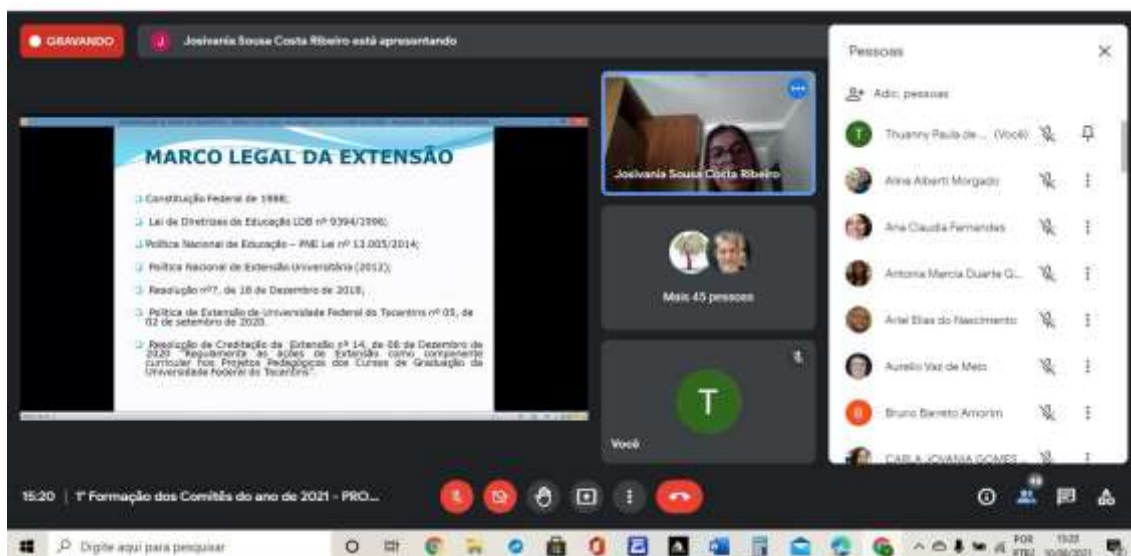 GRAVANDO
J
Josivania Sousa Costa Ribeiro está apresentando
MARCO LEGAL DA EXTENSÃO
Constituição Federal de 1988;
Lei de Diretrizes de Educação LDB nº 9394/1996;
Política Nacional de Educação – PNE Lei nº 13.005/2014;
Política Nacional de Extensão Universitária (2012);
Resolução nº7, de 18 de Dezembro de 2018;
Política de Extensão da Universidade Federal do Tocantins nº 05, de
02 de setembro de 2020.
Resolução de Creditação da Extensão nº 14, de 08 de Dezembro de
2020 "Regulamenta as ações de Extensão como componente
curricular nos Projetos Pedagógicos dos Cursos de Graduação da
Universidade Federal do Tocantins".
Josivania Sousa Costa Ribeiro
Mais 45 pessoas
T
Você
Pessoas
Adic. pessoas
T
Thuanny Paula de ... (Você)
Aline Alberti Morgado
Ana Claudia Fernandes
Antonia Marcia Duarte Q...
Ariel Elias do Nascimento
Aurelio Vaz de Melo
B
Bruno Barreto Amorim
CARLA JOVANIA GOMES ...
15:20 | 1ª Formação dos Comitês do ano de 2021 - PRO...
48
Digite aqui para pesquisar
POR
PTB2